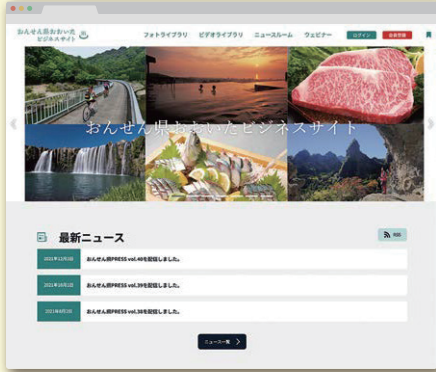 おんせん県おおいた
ビジネスサイト
フォトライブラリ ビデオライブラリ ニュースルーム ウェビナー ログイン 会員登録
おんせん県おおいたビジネスサイト
最新ニュース
RSS
2021年12月2日 おんせん県PRESS vol.40を配信しました。
2021年10月1日 おんせん県PRESS vol.39を配信しました。
2021年8月2日 おんせん県PRESS vol.38を配信しました。
ニュース一覧